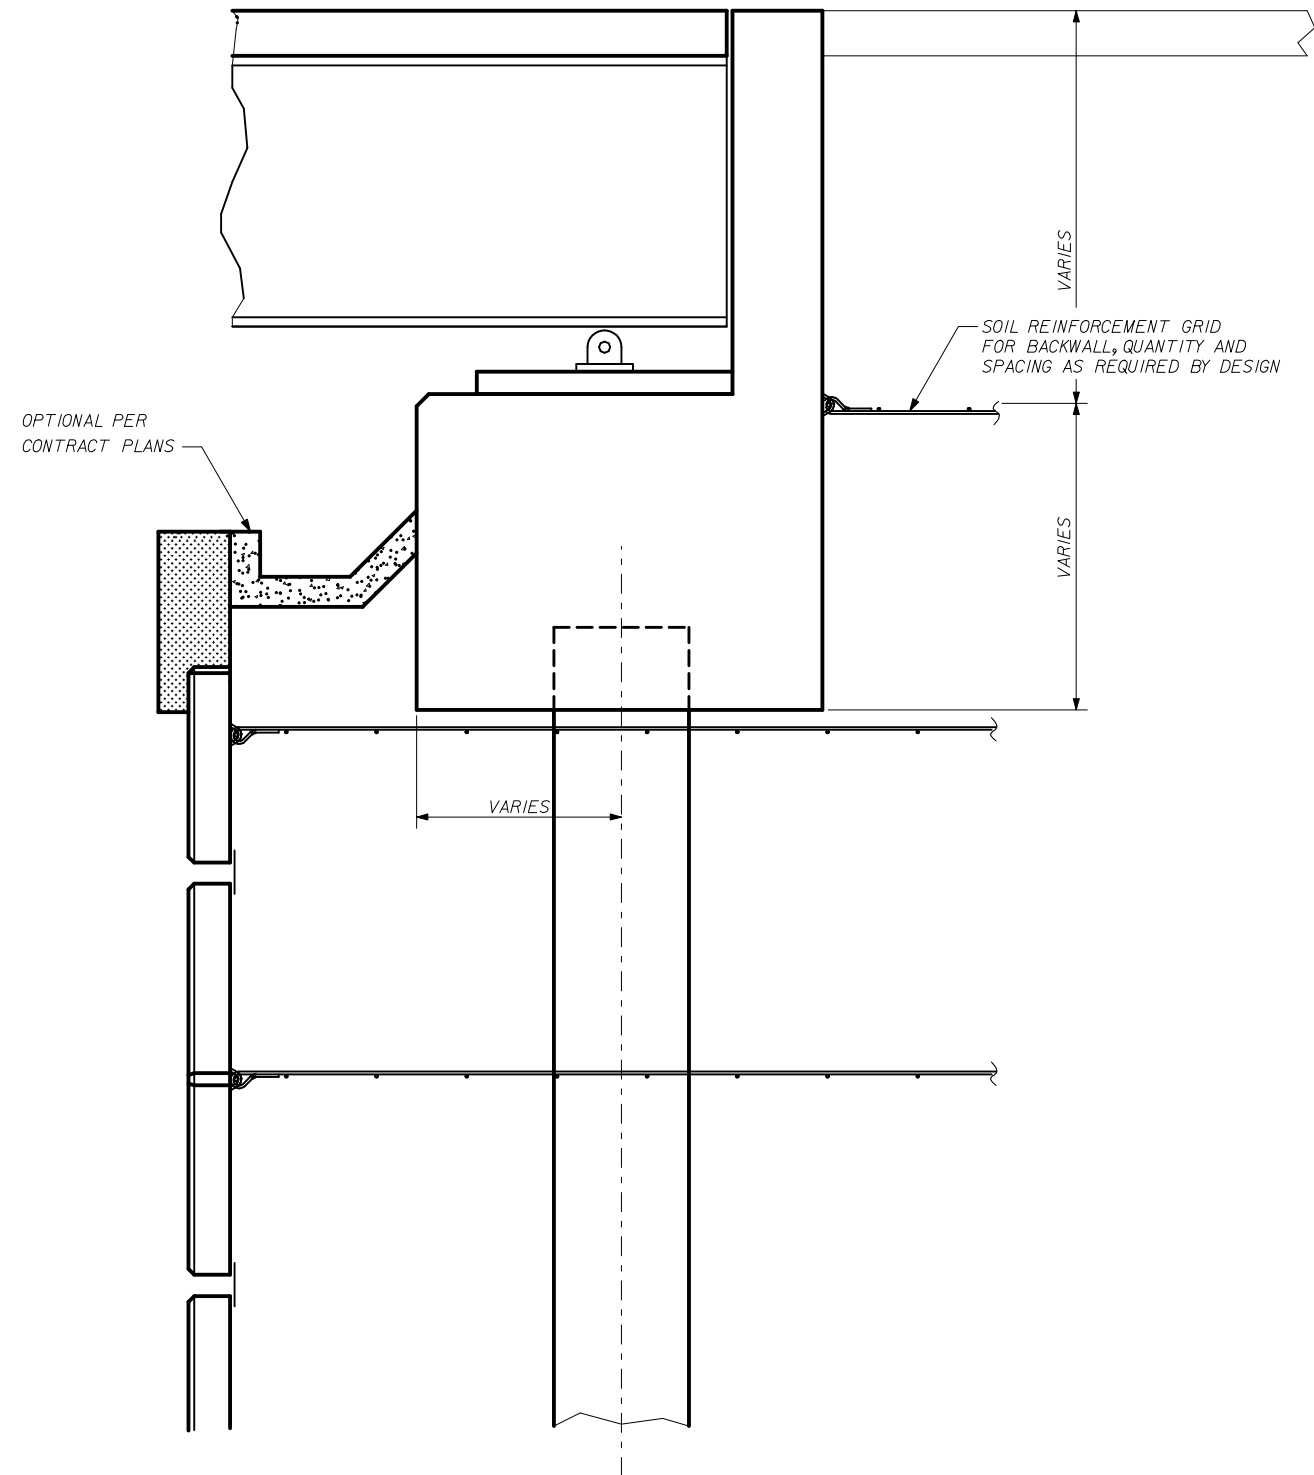 VARIES
SOIL REINFORCEMENT GRID
FOR BACKWALL, QUANTITY AND
SPACING AS REQUIRED BY DESIGN
OPTIONAL PER
CONTRACT PLANS
VARIES
VARIES